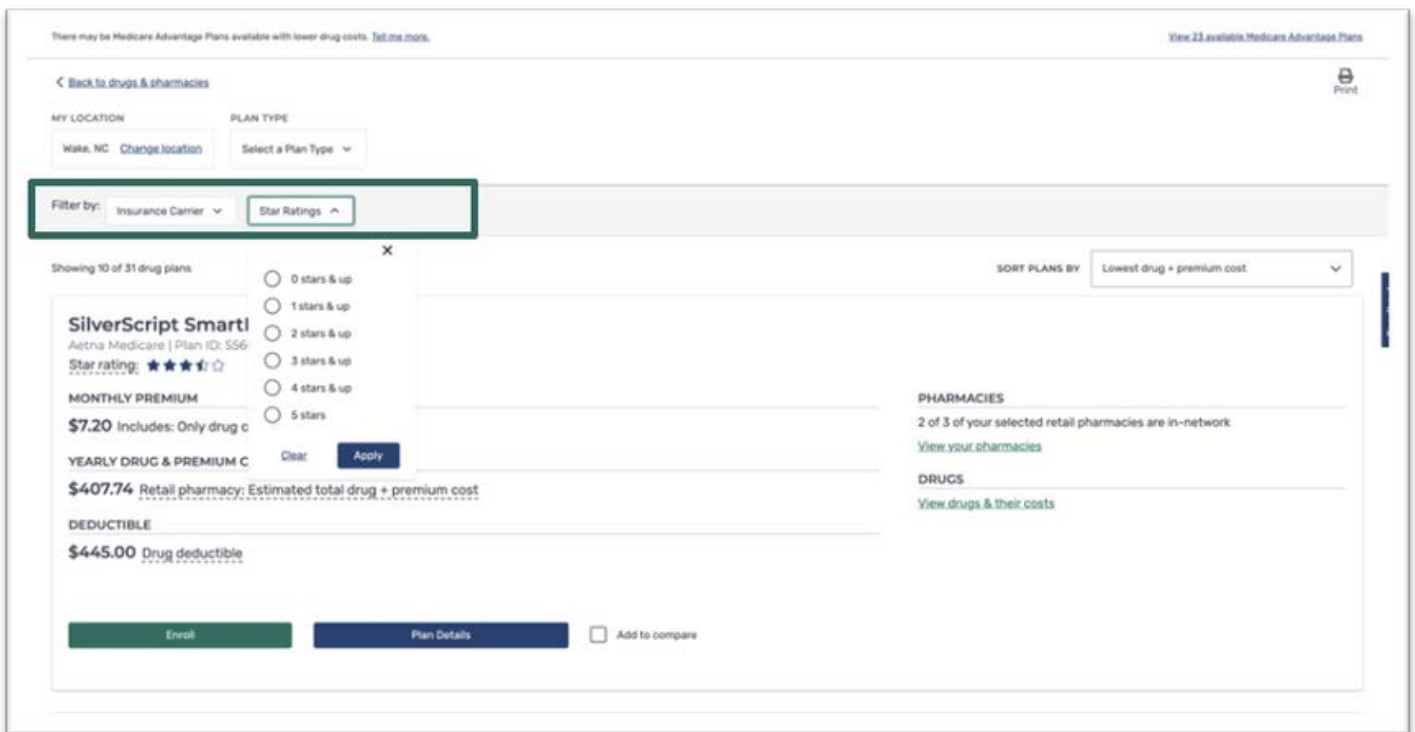 There may be Medicare Advantage Plans available with lower drug costs. Tell me more. View 23 available Medicare Advantage Plans
Back to drugs & pharmacies
Print
MY LOCATION PLAN TYPE
Wake, NC Change location Select a Plan Type
Filter by: Insurance Carrier Star Ratings
Showing 10 of 31 drug plans
SORT PLANS BY Lowest drug + premium cost
0 stars & up
1 stars & up
2 stars & up
3 stars & up
4 stars & up
5 stars
Clear Apply
SilverScript
Aetna Medicare | Plan ID:
Star rating:
MONTHLY PREMIUM
$7.20 Includes: Only drug
YEARLY DRUG & PREMIUM
$407.74 Retail pharmacy: Estimated total drug + premium cost
DEDUCTIBLE
$445.00 Drug deductible
PHARMACIES
2 of 3 of your selected retail pharmacies are in-network
View your pharmacies
DRUGS
View drugs & their costs
Enroll Plan Details Add to compare